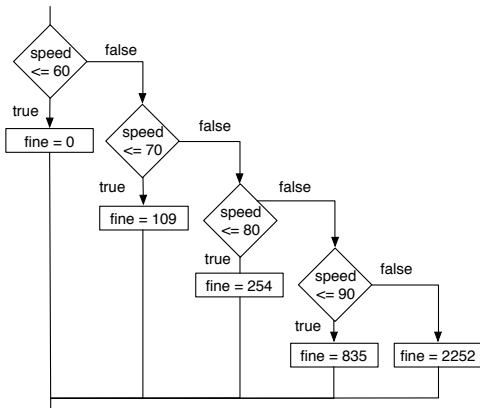 speed
<= 60
false
true
fine = 0
speed
<= 70
false
true
fine = 109
speed
<= 80
false
true
fine = 254
speed
<= 90
false
true
fine = 835
fine = 2252